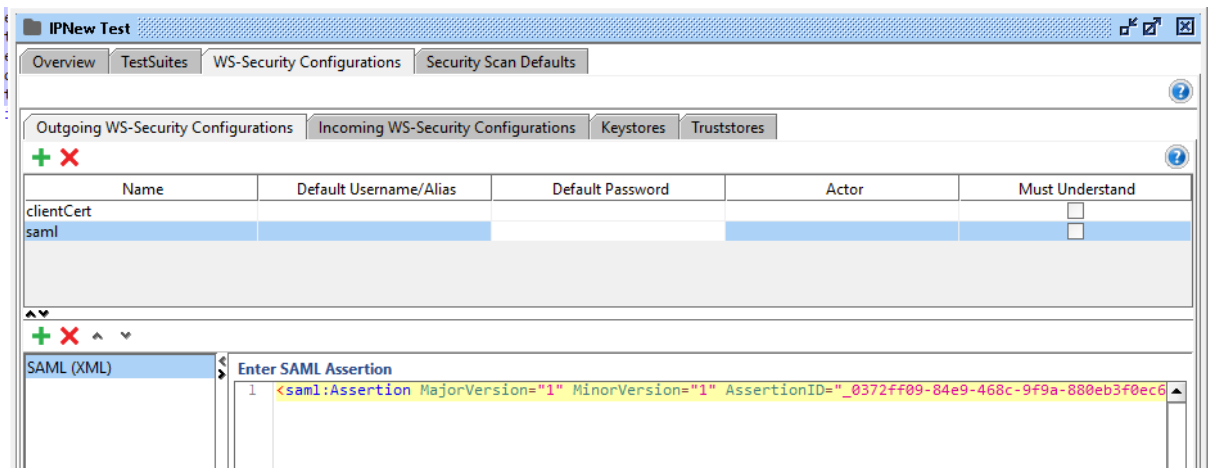 IPNew Test
Overview TestSuites WS-Security Configurations Security Scan Defaults
Outgoing WS-Security Configurations Incoming WS-Security Configurations Keystores Truststores
Name Default Username/Alias Default Password Actor Must Understand
clientCert
saml
SAML (XML) Enter SAML Assertion
1 <saml:Assertion MajorVersion="1" MinorVersion="1" AssertionID="_0372ff09-84e9-468c-9f9a-880eb3f0ec6